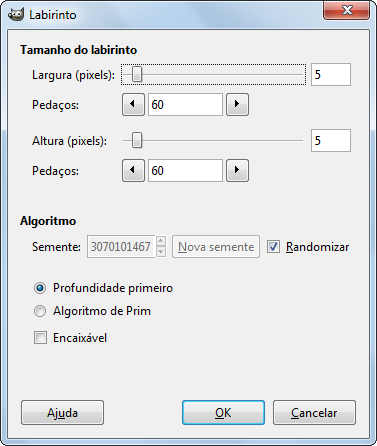 Labirinto
Tamanho do labirinto
Largura (pixels): 5
Pedaços: 60
Altura (pixels): 5
Pedaços: 60
Algoritmo
Semente: 3070101467 Nova semente Randomizar
Profundidade primeiro
Algoritmo de Prim
Encaixável
Ajuda OK Cancelar